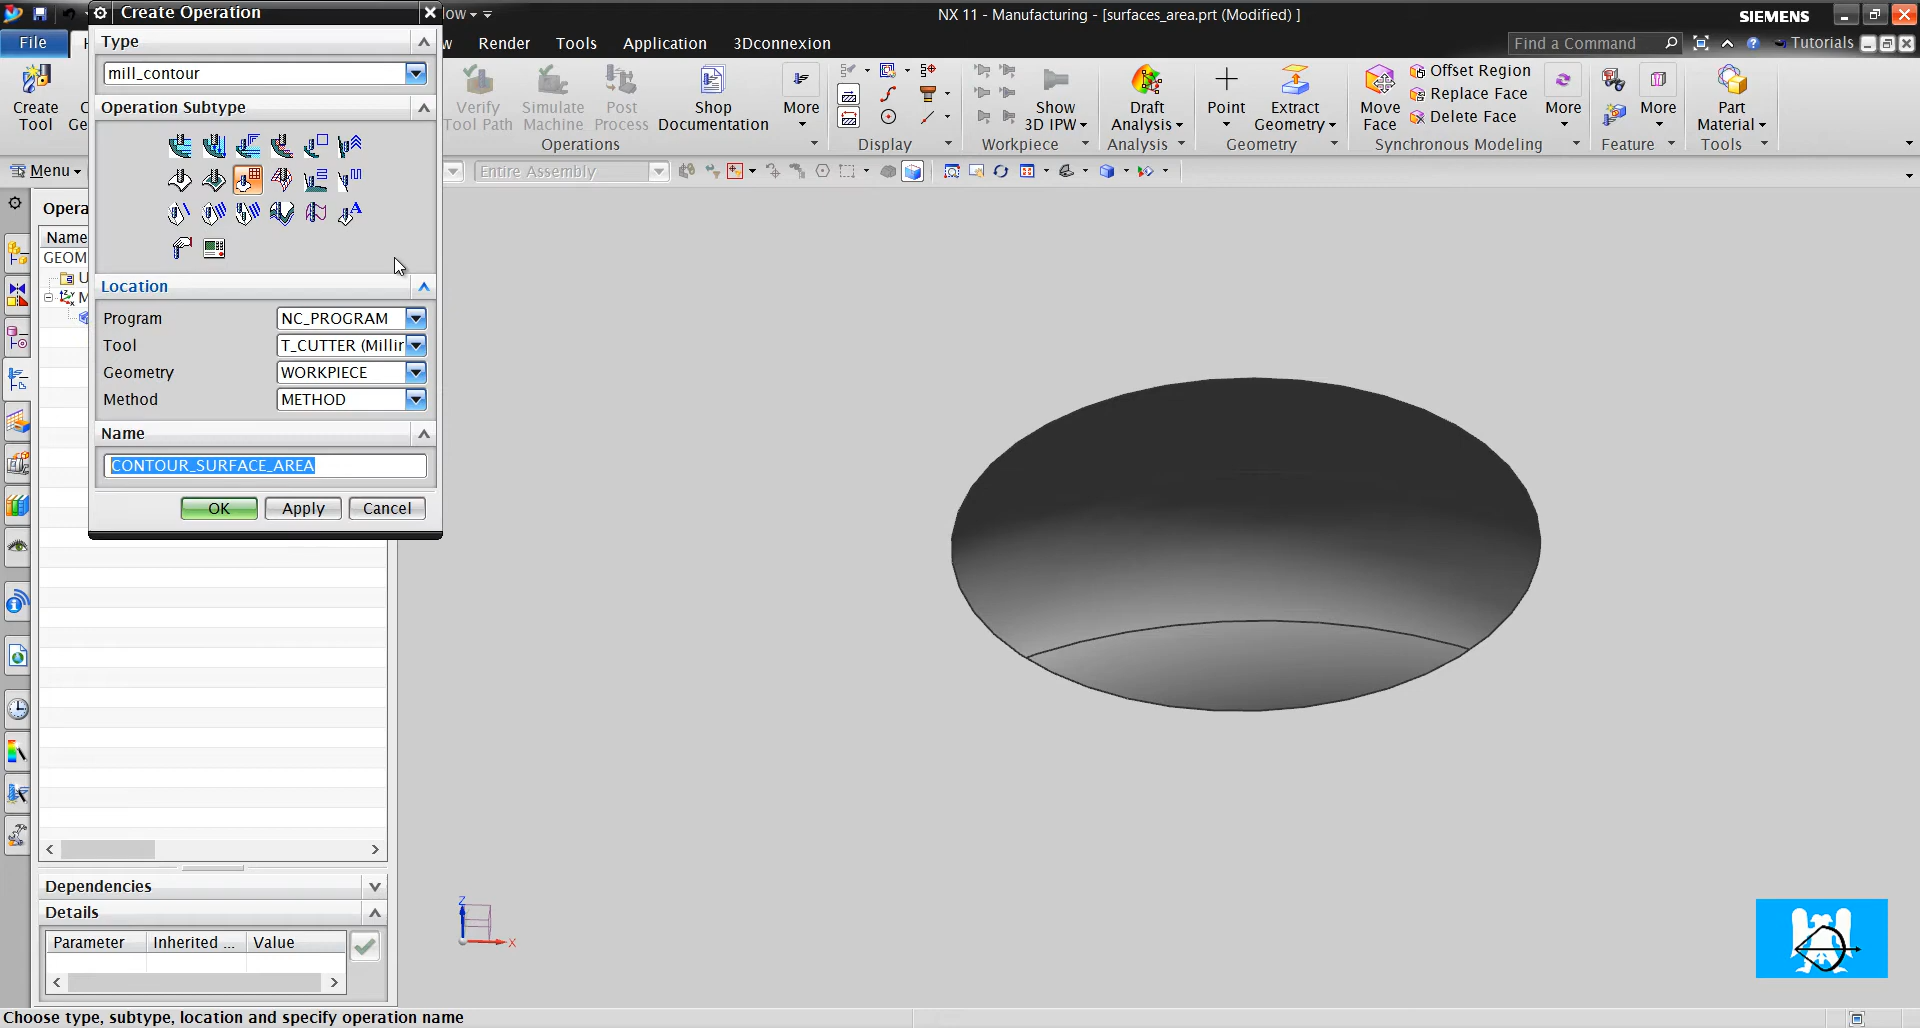 Create Operation
NX 11 - Manufacturing - [surfaces_area.prt (Modified) ]
SIEMENS
File
Render
Tools
Application
3Dconnexion
Find a Command
Tutorials
Type
mill_contour
Operation Subtype
Create
Tool
Verify
Tool Path
Simulate
Machine
Post
Process
Shop
Documentation
More
Operations
Display
Show
3D IPW
Workpiece
Draft
Analysis
Analysis
Point
Extract
Geometry
Geometry
Move
Face
Offset Region
Replace Face
Delete Face
More
Synchronous Modeling
More
Feature
Part
Material
Tools
Menu
Entire Assembly
Opera
Name
GEOM
U
M
Location
Program
NC_PROGRAM
Tool
T_CUTTER (Millir
Geometry
WORKPIECE
Method
METHOD
Name
CONTOUR_SURFACE_AREA
OK
Apply
Cancel
Dependencies
Details
Parameter
Inherited ...
Value
Z
X
Choose type, subtype, location and specify operation name